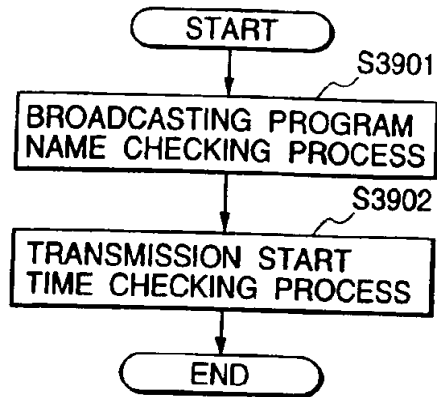 START
S3901
BROADCASTING PROGRAM
NAME CHECKING PROCESS
S3902
TRANSMISSION START
TIME CHECKING PROCESS
END